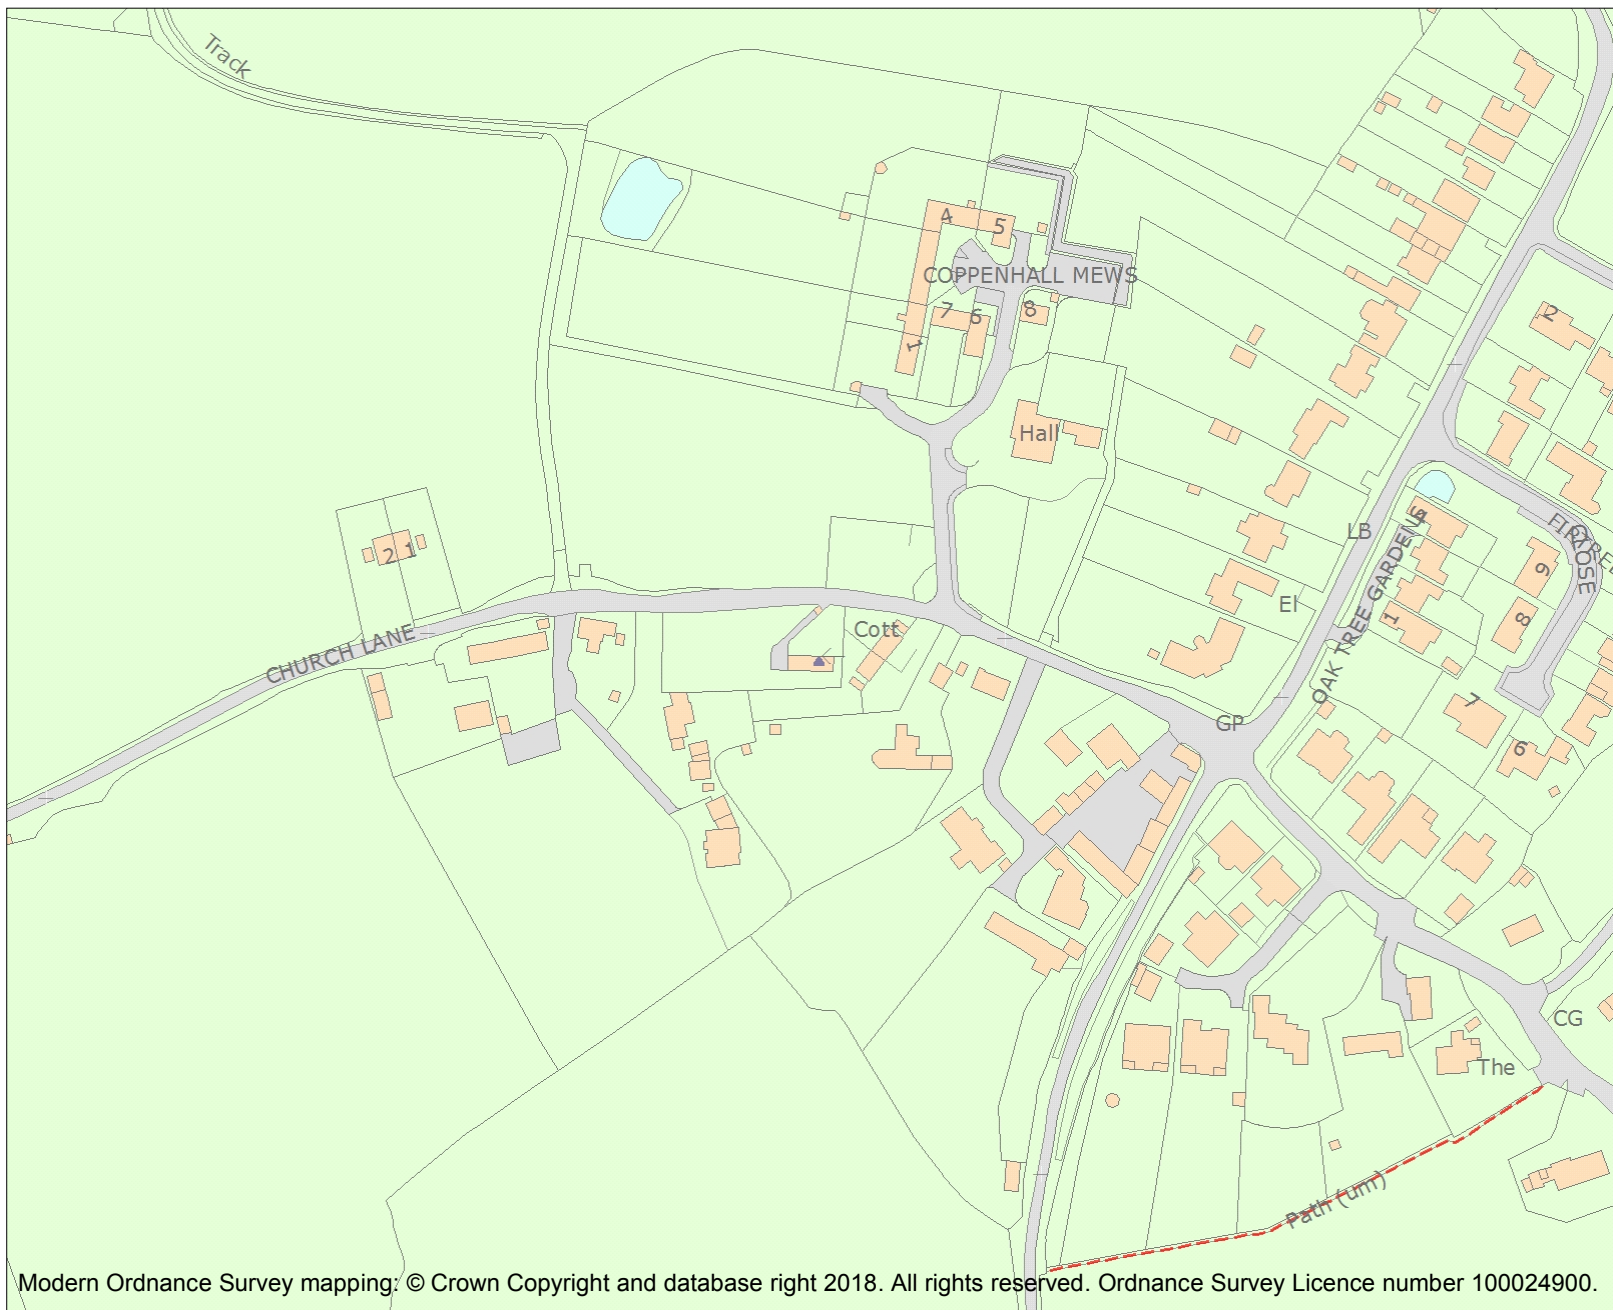 Track
4
5
COPPENHALL MEWS
7
6
8
1
2
Hall
2 1
LB
4
FIRTREE
CLOSE
9
8
OAK TREE GARDENS
1
El
Cott
CHURCH LANE
7
GP
6
CG
The
Path (um)
Modern Ordnance Survey mapping: © Crown Copyright and database right 2018. All rights reserved. Ordnance Survey Licence number 100024900.